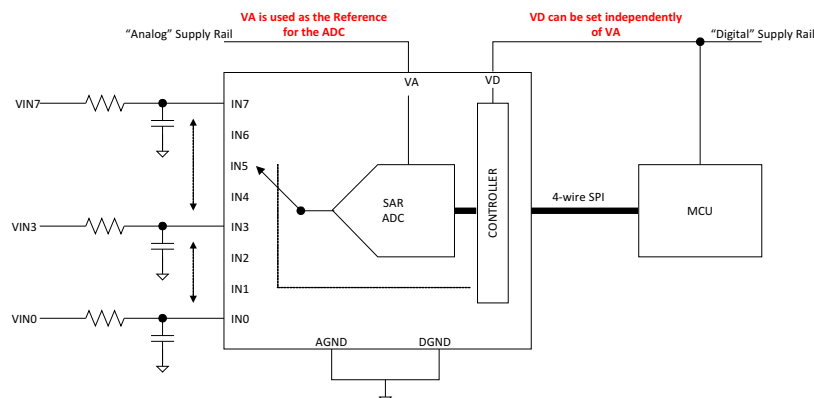 VA is used as the Reference
for the ADC
VD can be set independently
of VA
“Analog” Supply Rail
“Digital” Supply Rail
VA
VD
VIN7
IN7
IN6
IN5
IN4
VIN3
IN3
IN2
IN1
VIN0
IN0
SAR
ADC
CONTROLLER
4-wire SPI
MCU
AGND
DGND